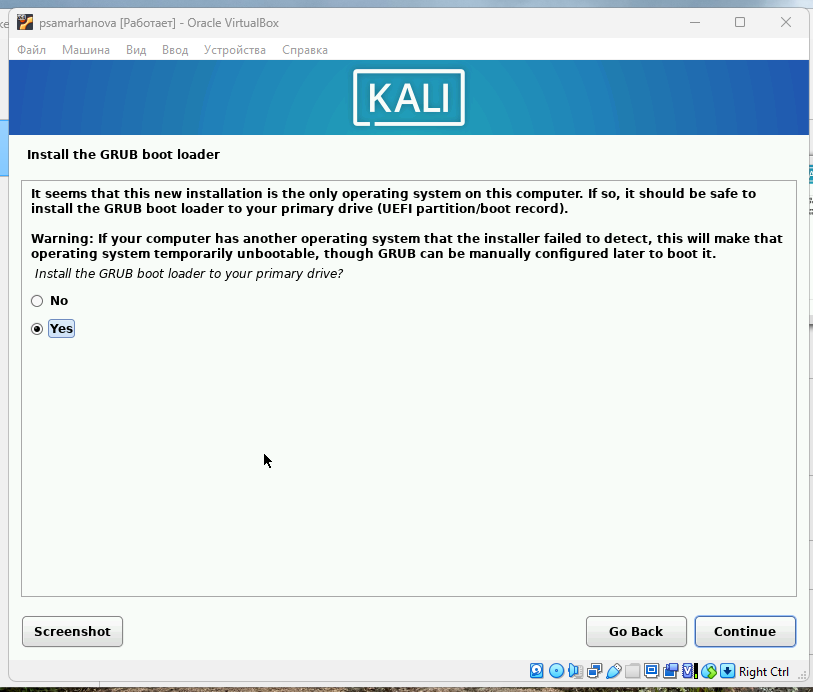 psamarhanova [Работает] - Oracle VirtualBox
Файл Машина Вид Ввод Устройства Справка
KALI
Install the GRUB boot loader
It seems that this new installation is the only operating system on this computer. If so, it should be safe to
install the GRUB boot loader to your primary drive (UEFI partition/boot record).
Warning: If your computer has another operating system that the installer failed to detect, this will make that
operating system temporarily unbootable, though GRUB can be manually configured later to boot it.
Install the GRUB boot loader to your primary drive?
No
Yes
Screenshot Go Back Continue
Right Ctrl